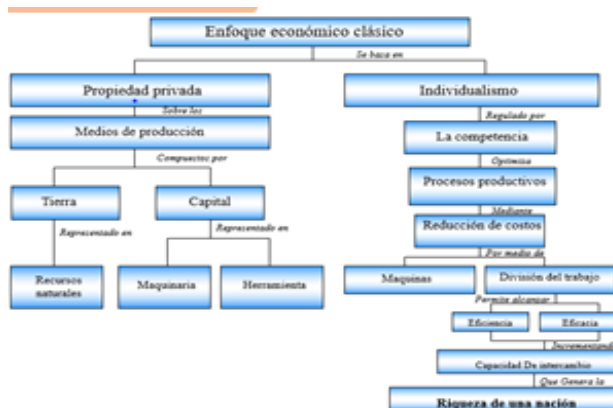 Enfoque económico clásico
Se basa en
Propiedad privada
Individualismo
Sobre los
Regulado por
Medios de producción
La competencia
Compuestos por
Optimiza
Tierra
Capital
Procesos productivos
Mediante
Representado en
Representado en
Reducción de costos
Por medio de
Recursos
naturales
Maquinaria
Herramienta
Maquinas
División del trabajo
Permite alcanzar
Eficiencia
Eficacia
Incrementando
Capacidad De intercambio
Que Genera la
Riqueza de una nación